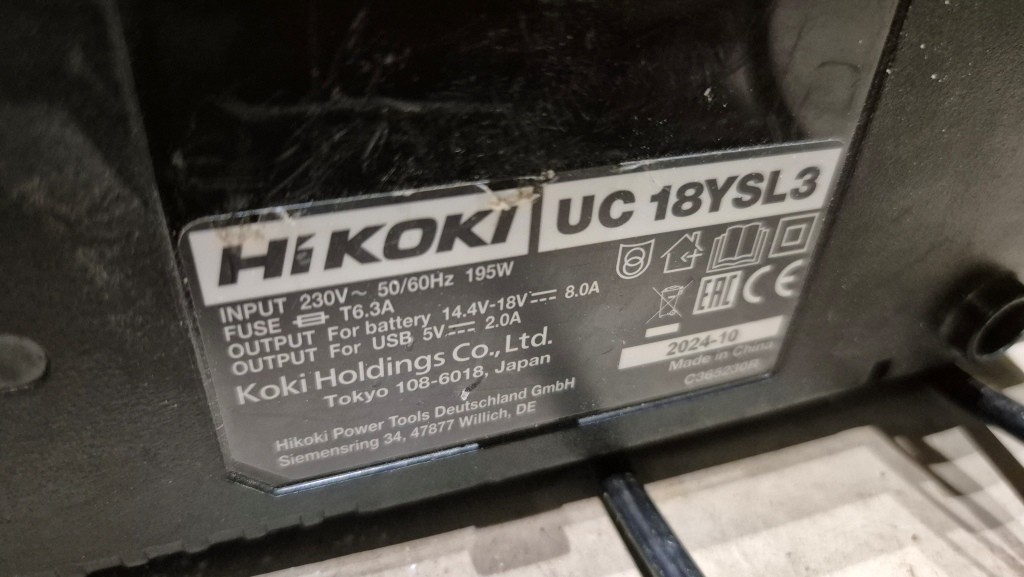 HiKOKI
UC 18YSL3
INPUT 230V~ 50/60Hz 195W
FUSE T6.3A
OUTPUT For battery 14.4V-18V 8.0A
OUTPUT For USB 5V 2.0A
Koki Holdings Co., Ltd.
Tokyo 108-6018, Japan
Hikoki Power Tools Deutschland GmbH
Siemensring 34, 47877 Willich, DE
EAC CE
2024-10
Made in China
C365230R